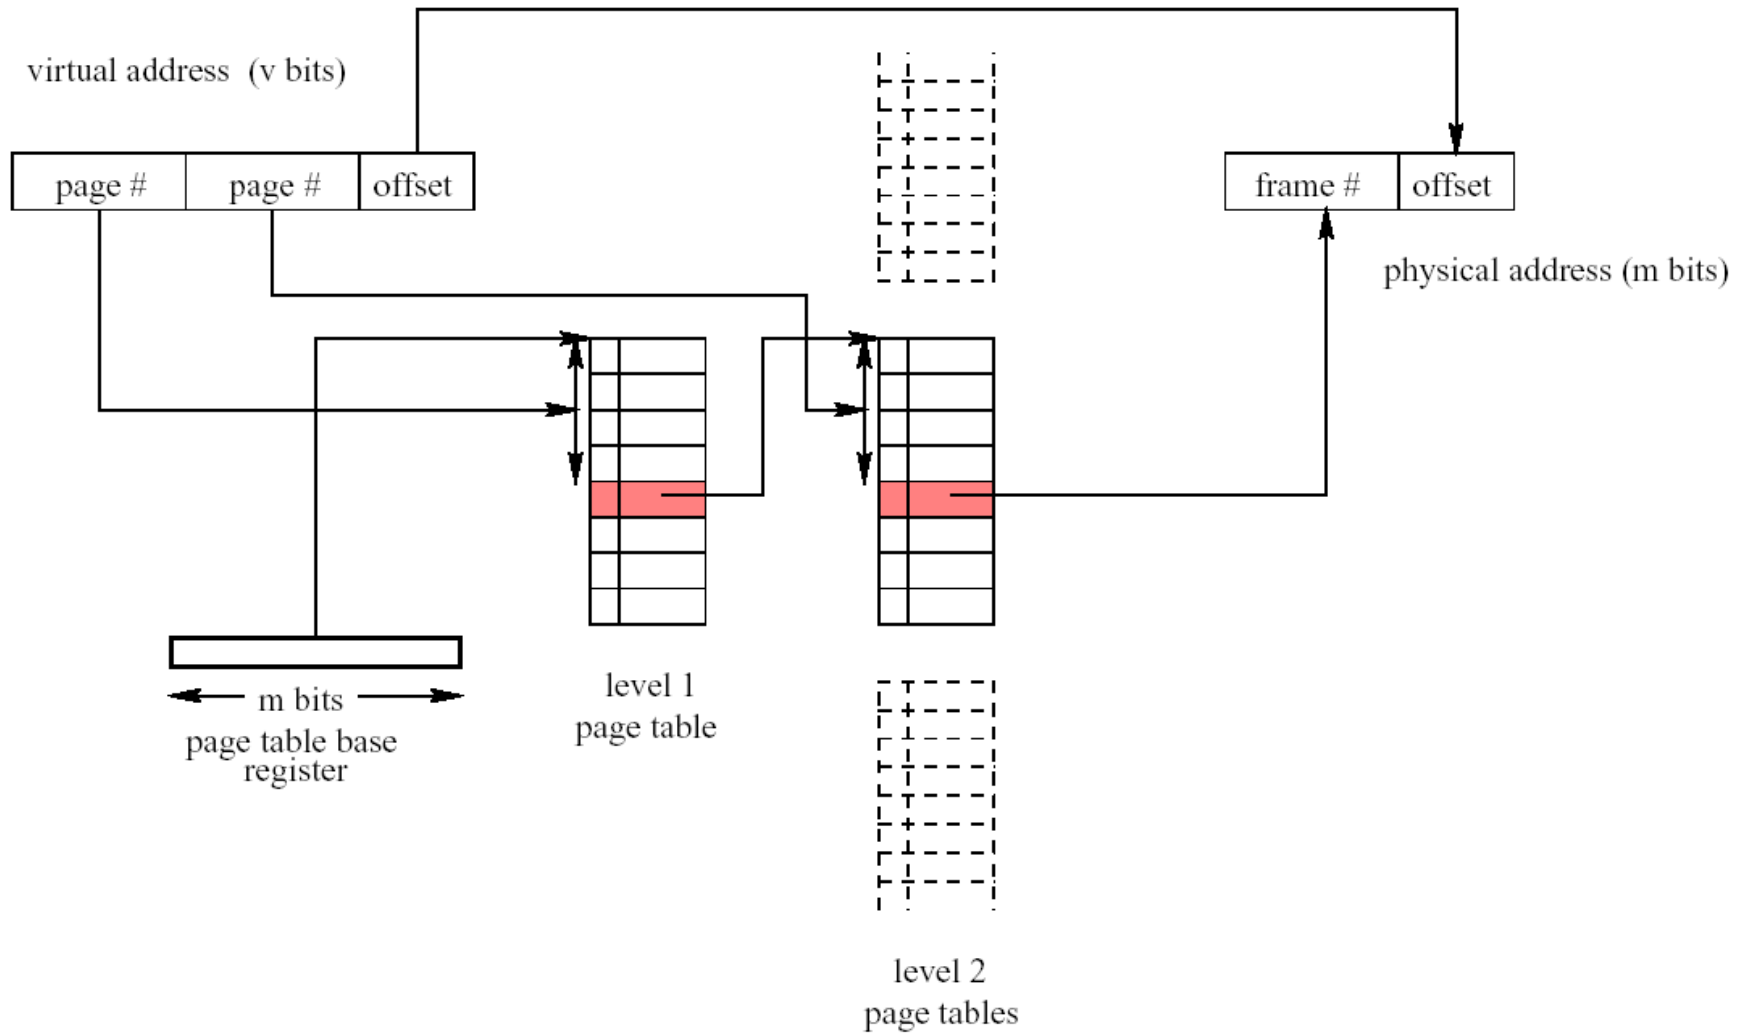 virtual address (v bits)
page # page # offset
frame # offset
physical address (m bits)
m bits
page table base
register
level 1
page table
level 2
page tables